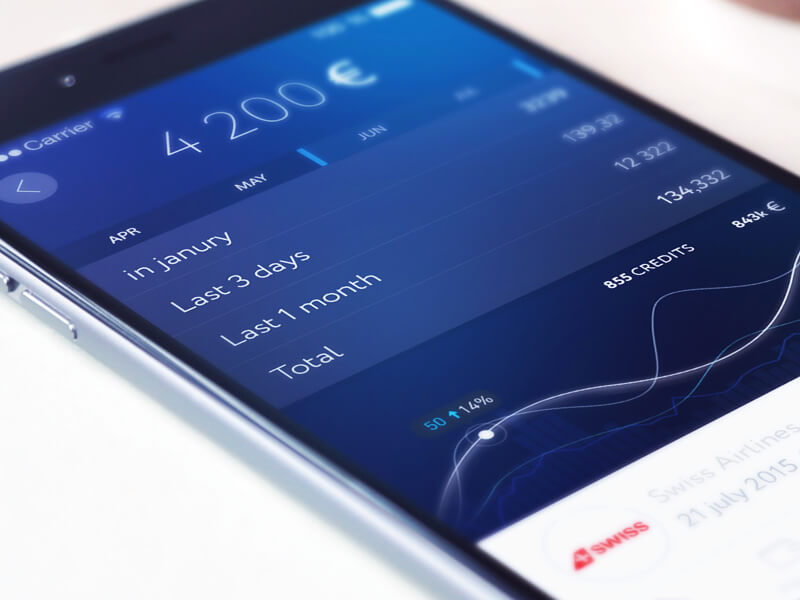 Carrier
4 200 €
APR MAY JUN
in janury
Last 3 days 139,32
Last 1 month 12 322
Total 134,332
855 CREDITS 843k €
50 14%
SWISS
Swiss Airlines
21 july 2015